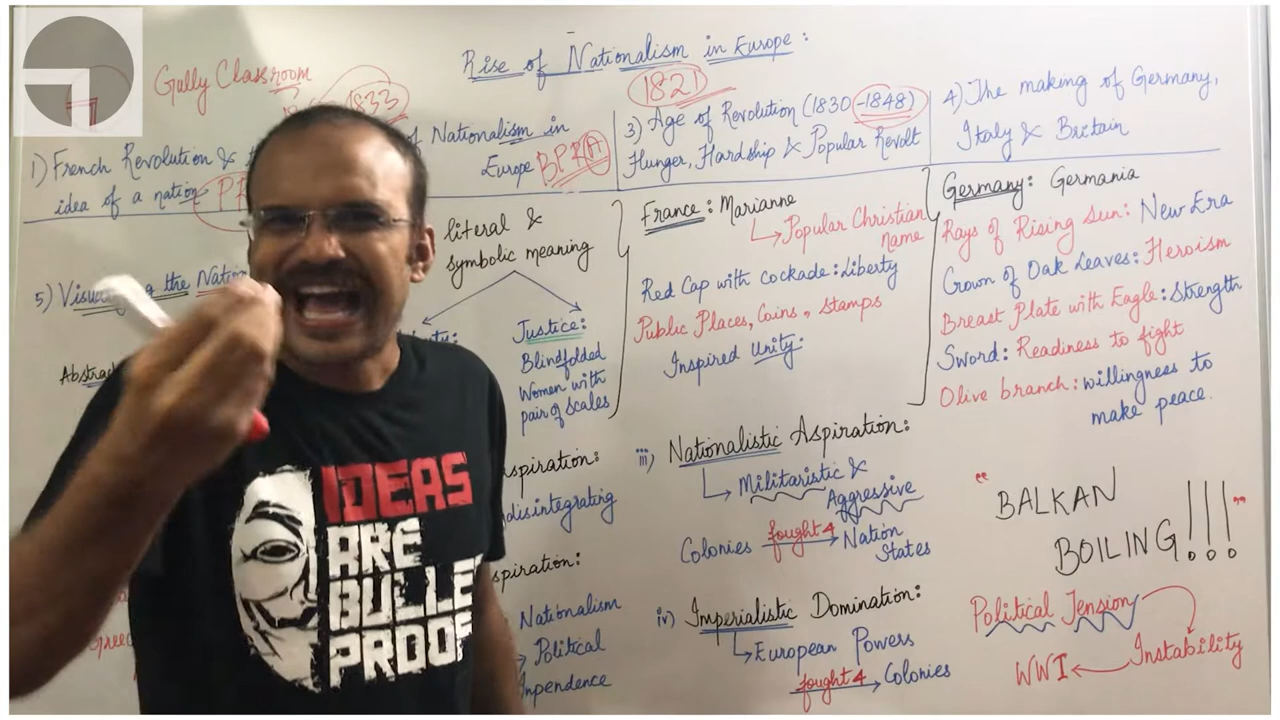 Rise of Nationalism in Europe:
Gully Classroom
1833
1821
1) French Revolution &
idea of a nation
of Nationalism in
Europe BPRA
3) Age of Revolution (1830-1848)
Hunger, Hardship & Popular Revolt
4) The making of Germany,
Italy & Britain
5)
the Nation
literal &
symbolic meaning
Justice:
Blindfolded
Women with
pair of scales
France: Marianne
Popular Christian
Name
Red Cap with cockade: Liberty
Public Places, Coins, stamps
Inspired Unity:
Germany: Germania
Rays of Rising Sun: New Era
Crown of Oak Leaves: Heroism
Breast Plate with Eagle: Strength
Sword: Readiness to fight
Olive branch: willingness to
make peace.
disintegrating
Nationalism
Political
Inpendence
iii) Nationalistic Aspiration:
Militaristic &
Aggressive
Colonies fought 4 Nation
States
iv) Imperialistic Domination:
European Powers
fought 4 Colonies
"BALKAN
BOILING!!!"
Political Tension
Instability
WWI
IDEAS
ARE
BULLE
PROOF